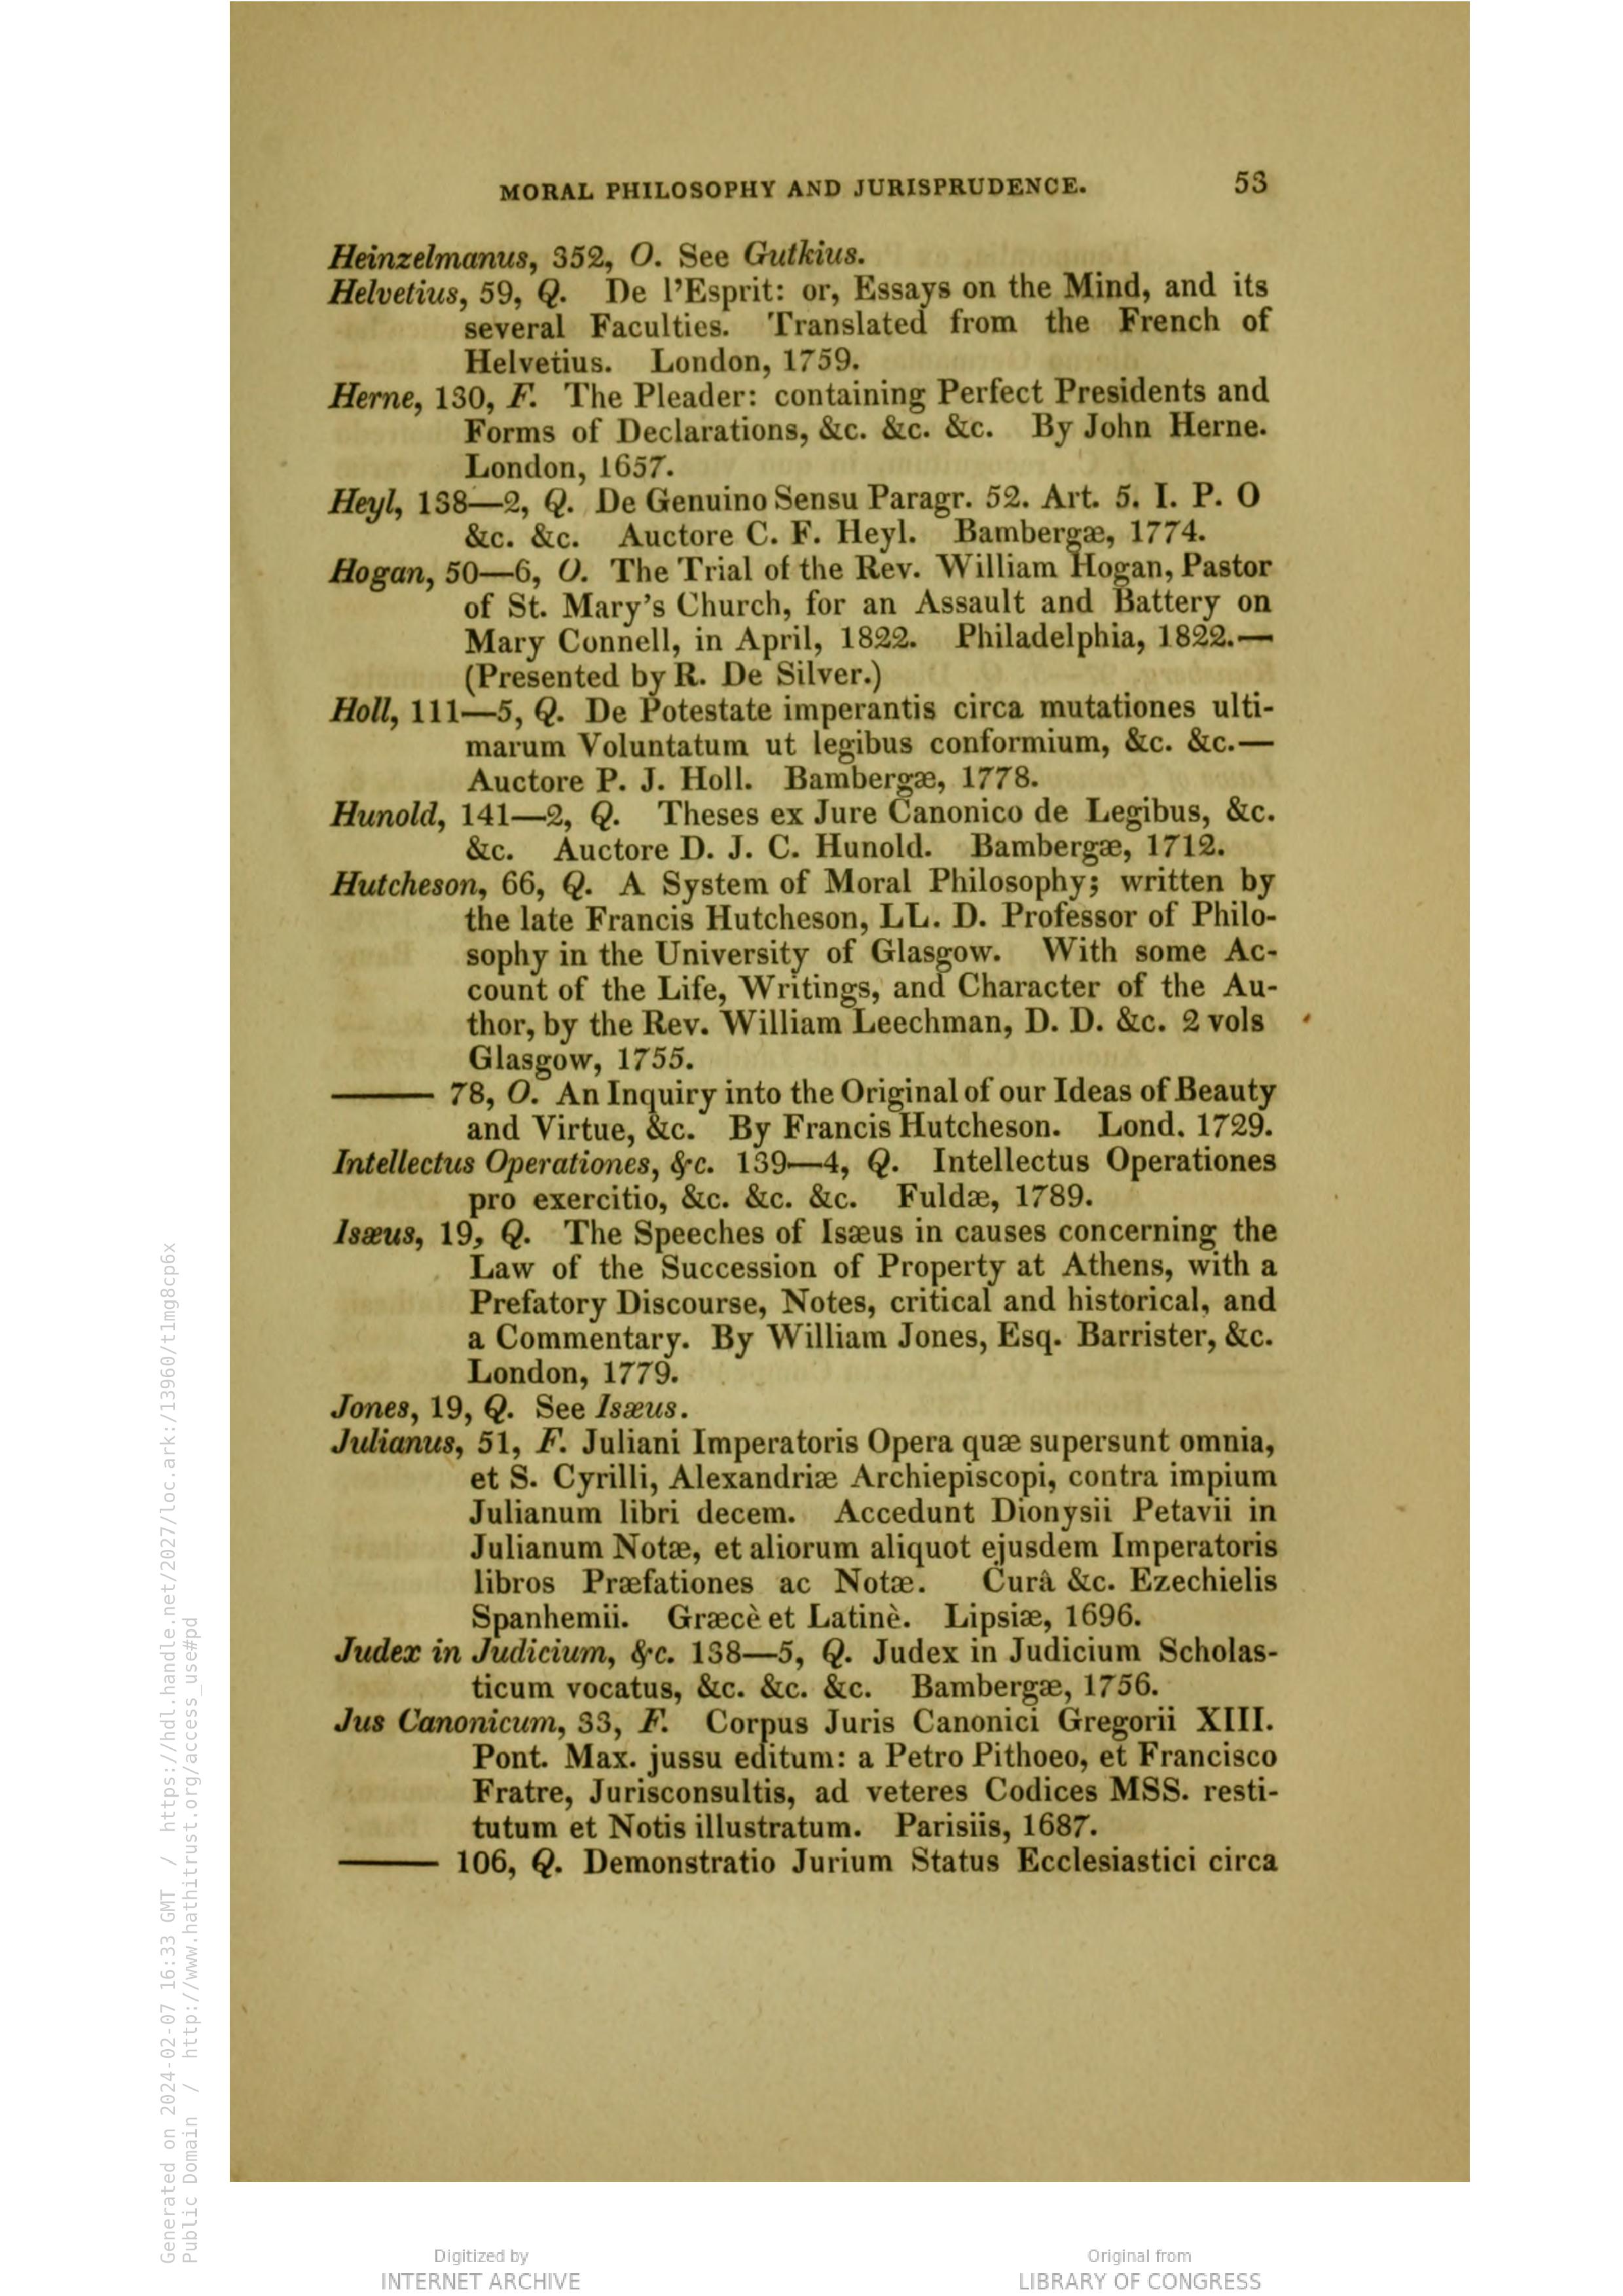 MORAL PHILOSOPHY AND JURISPRUDENCE. 53
Heinzelmanus, 352, O. See Gutkius.
Helvetius, 59, Q. De l'Esprit: or, Essays on the Mind, and its
several Faculties. Translated from the French of
Helvetius. London, 1759.
Herne, 130, F. The Pleader: containing Perfect Presidents and
Forms of Declarations, &c. &c. &c. By John Herne.
London, 1657.
Heyl, 138—2, Q. De Genuino Sensu Paragr. 52. Art. 5. I. P. O
&c. &c. Auctore C. F. Heyl. Bambergæ, 1774.
Hogan, 50—6, O. The Trial of the Rev. William Hogan, Pastor
of St. Mary's Church, for an Assault and Battery on
Mary Connell, in April, 1822. Philadelphia, 1822.—
(Presented by R. De Silver.)
Holl, 111—5, Q. De Potestate imperantis circa mutationes ulti-
marum Voluntatum ut legibus conformium, &c. &c.—
Auctore P. J. Holl. Bambergæ, 1778.
Hunold, 141—2, Q. Theses ex Jure Canonico de Legibus, &c.
&c. Auctore D. J. C. Hunold. Bambergæ, 1712.
Hutcheson, 66, Q. A System of Moral Philosophy; written by
the late Francis Hutcheson, LL. D. Professor of Philo-
sophy in the University of Glasgow. With some Ac-
count of the Life, Writings, and Character of the Au-
thor, by the Rev. William Leechman, D. D. &c. 2 vols
Glasgow, 1755.
——— 78, O. An Inquiry into the Original of our Ideas of Beauty
and Virtue, &c. By Francis Hutcheson. Lond. 1729.
Intellectus Operationes, &c. 139—4, Q. Intellectus Operationes
pro exercitio, &c. &c. &c. Fuldæ, 1789.
Isæus, 19, Q. The Speeches of Isæus in causes concerning the
Law of the Succession of Property at Athens, with a
Prefatory Discourse, Notes, critical and historical, and
a Commentary. By William Jones, Esq. Barrister, &c.
London, 1779.
Jones, 19, Q. See Isæus.
Julianus, 51, F. Juliani Imperatoris Opera quæ supersunt omnia,
et S. Cyrilli, Alexandriæ Archiepiscopi, contra impium
Julianum libri decem. Accedunt Dionysii Petavii in
Julianum Notæ, et aliorum aliquot ejusdem Imperatoris
libros Præfationes ac Notæ. Curâ &c. Ezechielis
Spanhemii. Græcè et Latinè. Lipsiæ, 1696.
Judex in Judicium, &c. 138—5, Q. Judex in Judicium Scholas-
ticum vocatus, &c. &c. &c. Bambergæ, 1756.
Jus Canonicum, 33, F. Corpus Juris Canonici Gregorii XIII.
Pont. Max. jussu editum: a Petro Pithoeo, et Francisco
Fratre, Jurisconsultis, ad veteres Codices MSS. resti-
tutum et Notis illustratum. Parisiis, 1687.
——— 106, Q. Demonstratio Jurium Status Ecclesiastici circa
Generated on 2024-02-07 16:33 GMT / https://hdl.handle.net/2027/loc.ark:/13960/t1mg8cp6x
Public Domain / http://www.hathitrust.org/access_use#pd
Digitized by
INTERNET ARCHIVE
Original from
LIBRARY OF CONGRESS